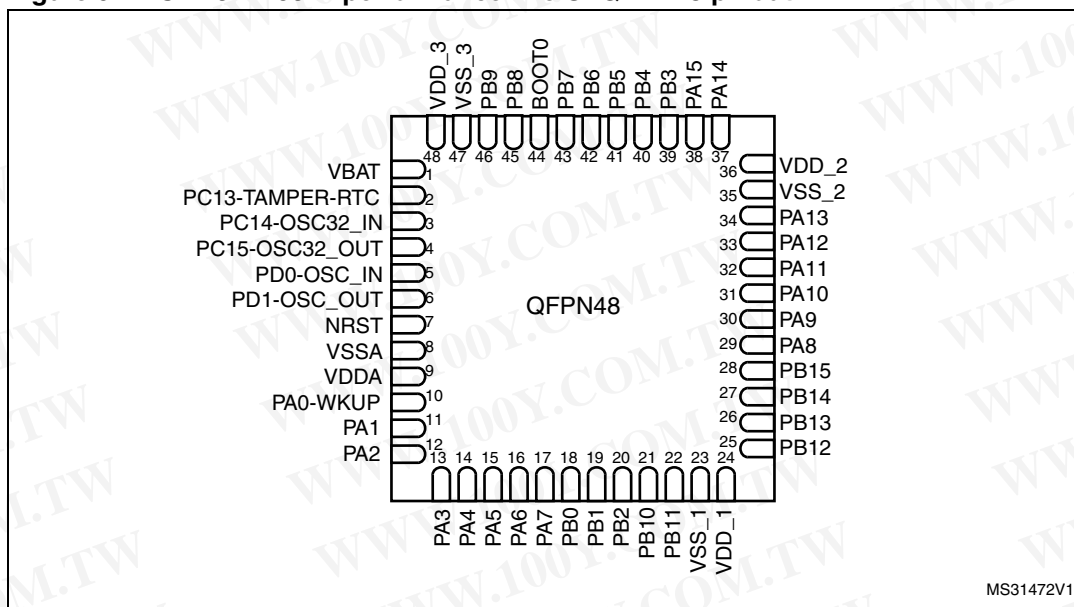 VDD_3
VSS_3
PB9
PB8
BOOT0
PB7
PB6
PB5
PB4
PB3
PA15
PA14
48 47 46 45 44 43 42 41 40 39 38 37
VBAT 1
PC13-TAMPER-RTC 2
PC14-OSC32_IN 3
PC15-OSC32_OUT 4
PD0-OSC_IN 5
PD1-OSC_OUT 6
NRST 7
VSSA 8
VDDA 9
PA0-WKUP 10
PA1 11
PA2 12
QFPN48
36 VDD_2
35 VSS_2
34 PA13
33 PA12
32 PA11
31 PA10
30 PA9
29 PA8
28 PB15
27 PB14
26 PB13
25 PB12
13 14 15 16 17 18 19 20 21 22 23 24
PA3
PA4
PA5
PA6
PA7
PB0
PB1
PB2
PB10
PB11
VSS_1
VDD_1
MS31472V1
WWW.100Y.COM.TW